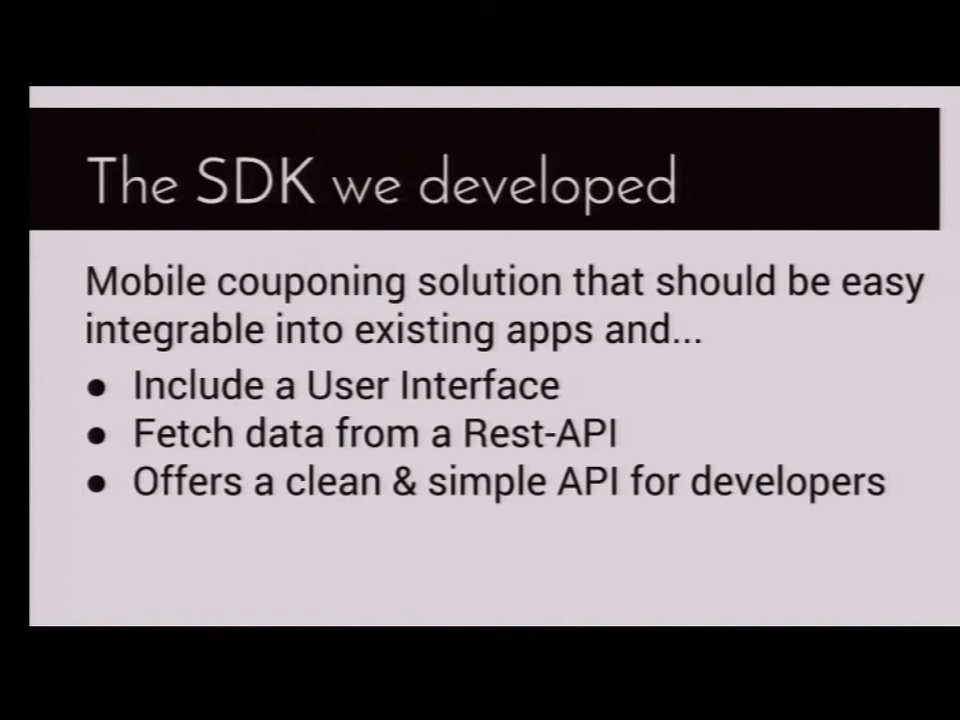 The SDK we developed
Mobile couponing solution that should be easy
integrable into existing apps and...
● Include a User Interface
● Fetch data from a Rest-API
● Offers a clean & simple API for developers